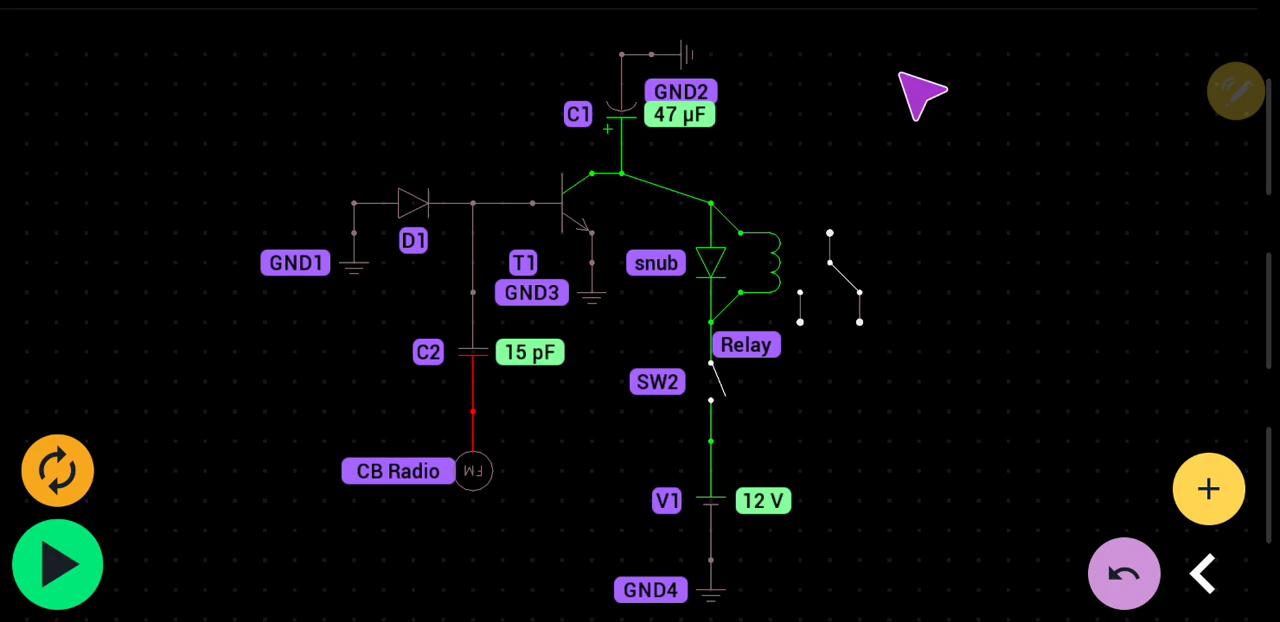 GND2
C1
47 µF
D1
GND1
T1
snub
GND3
Relay
C2
15 pF
SW2
CB Radio
FM
V1
12 V
GND4